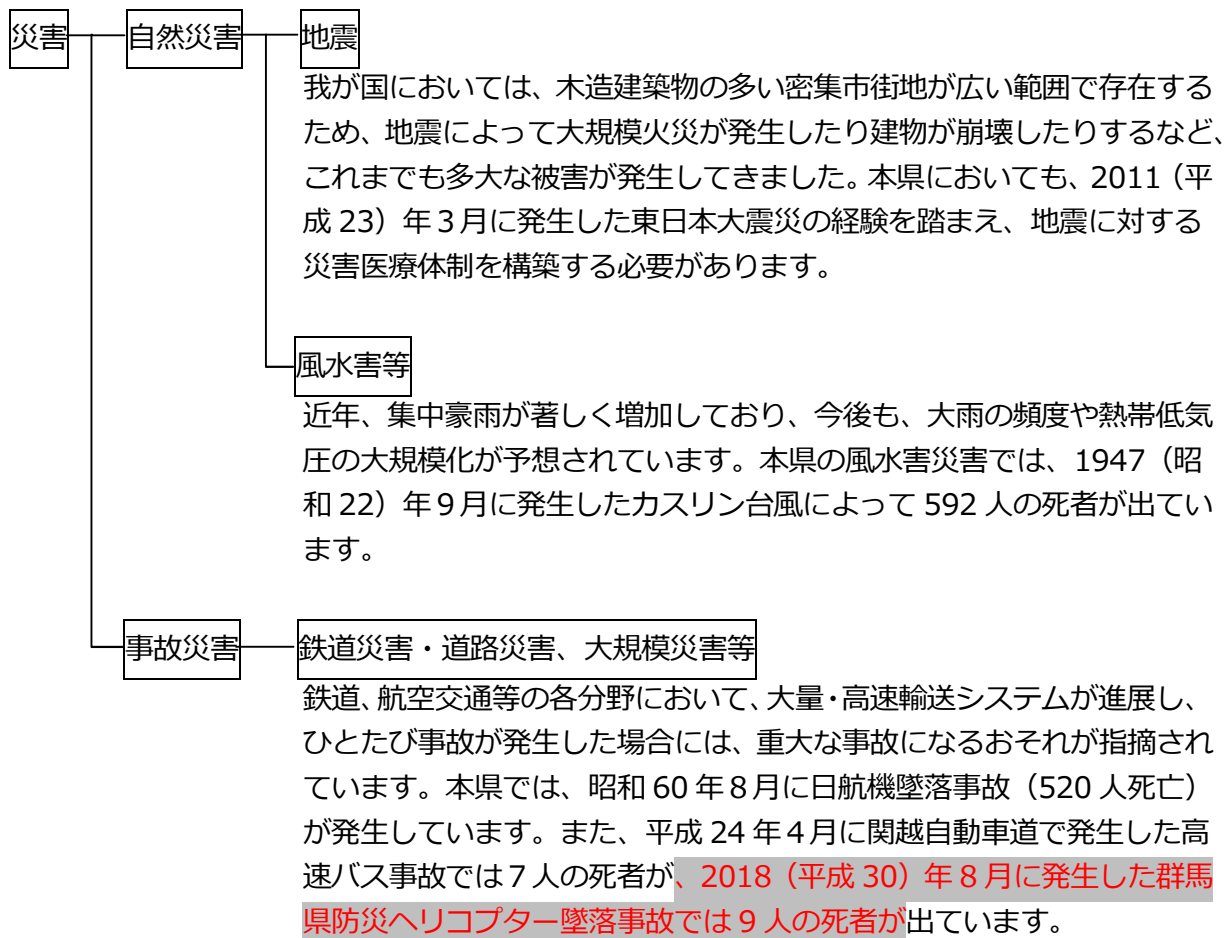 災害 自然災害 地震
我が国においては、木造建築物の多い密集市街地が広い範囲で存在する
ため、地震によって大規模火災が発生したり建物が崩壊したりするなど、
これまでも多大な被害が発生してきました。本県においても、2011（平
成 23）年３月に発生した東日本大震災の経験を踏まえ、地震に対する
災害医療体制を構築する必要があります。
風水害等
近年、集中豪雨が著しく増加しており、今後も、大雨の頻度や熱帯低気
圧の大規模化が予想されています。本県の風水害災害では、1947（昭
和 22）年９月に発生したカスリン台風によって 592 人の死者が出てい
ます。
事故災害 鉄道災害・道路災害、大規模災害等
鉄道、航空交通等の各分野において、大量・高速輸送システムが進展し、
ひとたび事故が発生した場合には、重大な事故になるおそれが指摘され
ています。本県では、昭和 60 年８月に日航機墜落事故（520 人死亡）
が発生しています。また、平成 24 年４月に関越自動車道で発生した高
速バス事故では７人の死者が、2018（平成 30）年 8 月に発生した群馬
県防災ヘリコプター墜落事故では 9 人の死者が出ています。